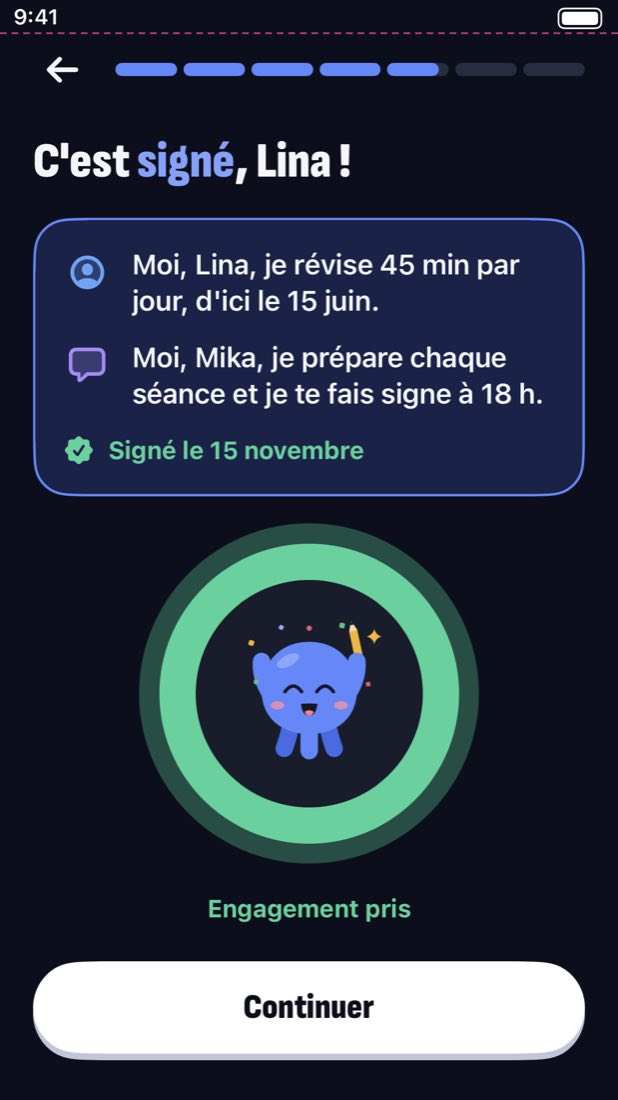 9:41
C'est signé, Lina !
Moi, Lina, je révise 45 min par
jour, d'ici le 15 juin.
Moi, Mika, je prépare chaque
séance et je te fais signe à 18 h.
Signé le 15 novembre
Engagement pris
Continuer